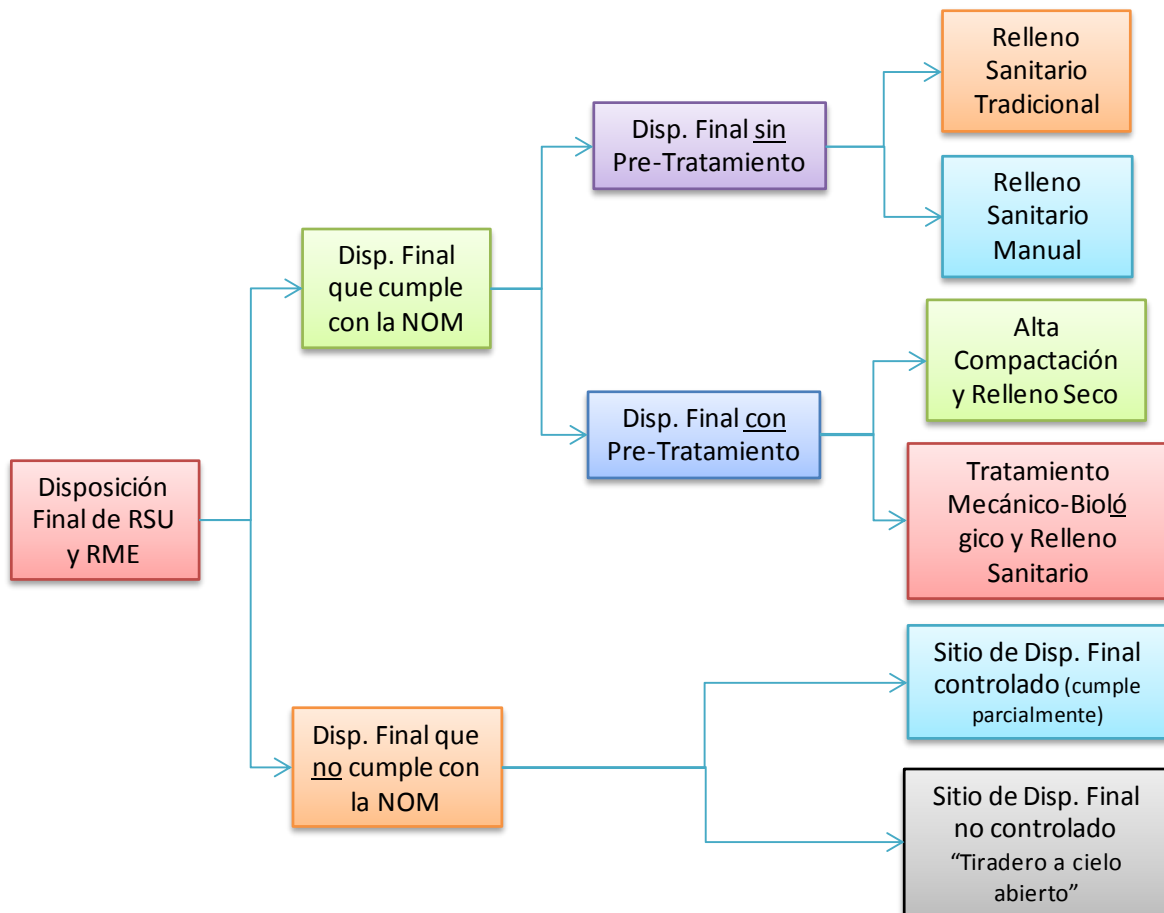 Disposición
Final de RSU
y RME
Disp. Final
que cumple
con la NOM
Disp. Final sin
Pre-Tratamiento
Relleno
Sanitario
Tradicional
Relleno
Sanitario
Manual
Disp. Final con
Pre-Tratamiento
Alta
Compactación
y Relleno Seco
Tratamiento
Mecánico-Bioló
gico y Relleno
Sanitario
Disp. Final que
no cumple con
la NOM
Sitio de Disp. Final
controlado (cumple
parcialmente)
Sitio de Disp. Final
no controlado
“Tiradero a cielo
abierto”